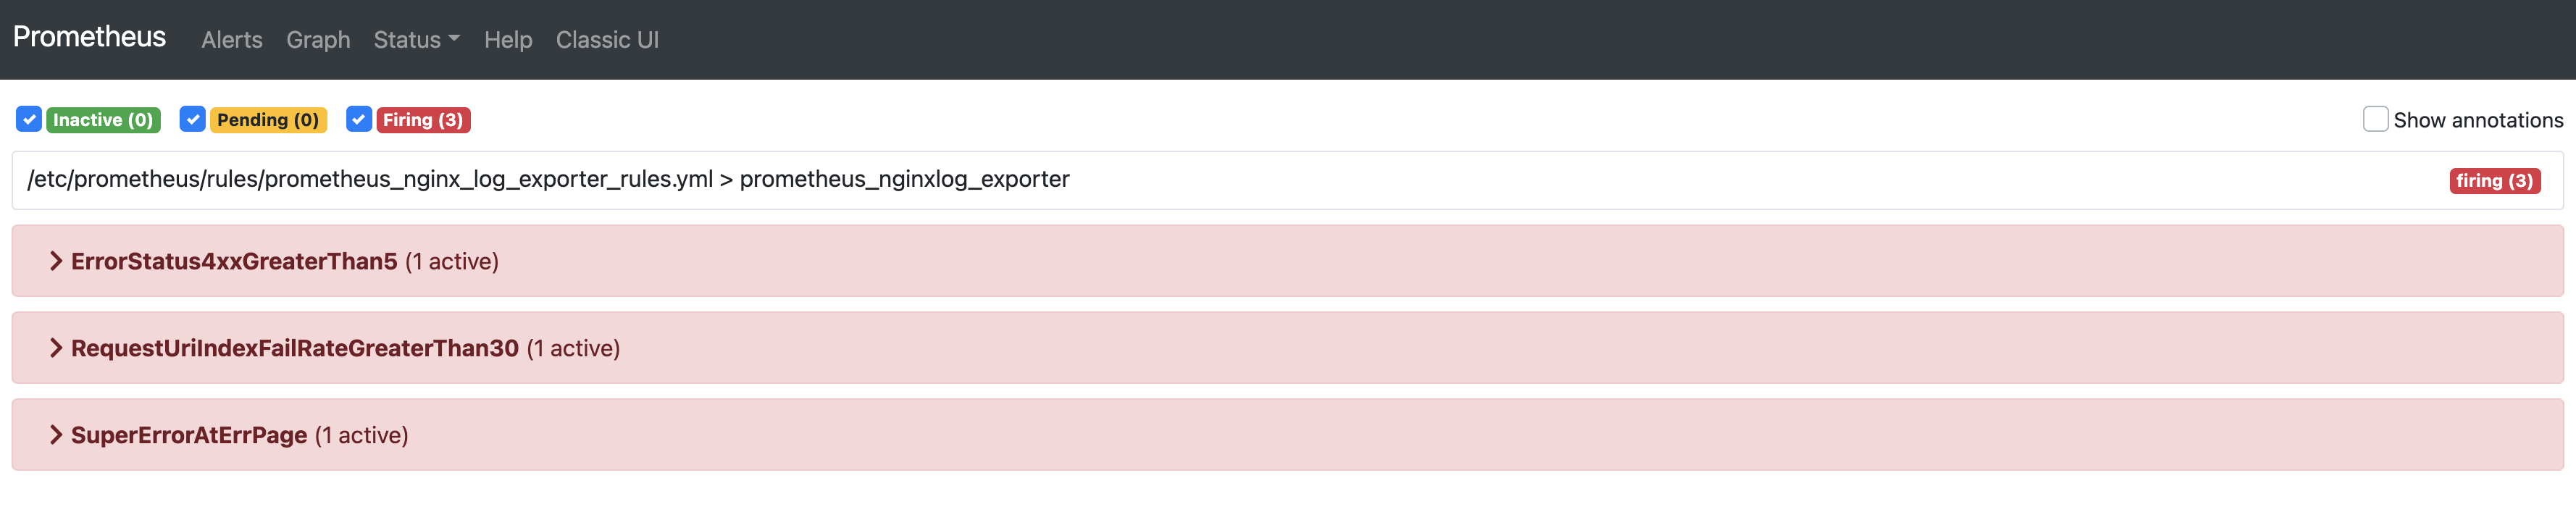 Prometheus Alerts Graph Status Help Classic UI
Inactive (0) Pending (0) Firing (3) Show annotations
/etc/prometheus/rules/prometheus_nginx_log_exporter_rules.yml > prometheus_nginxlog_exporter firing (3)
ErrorStatus4xxGreaterThan5 (1 active)
RequestUriIndexFailRateGreaterThan30 (1 active)
SuperErrorAtErrPage (1 active)